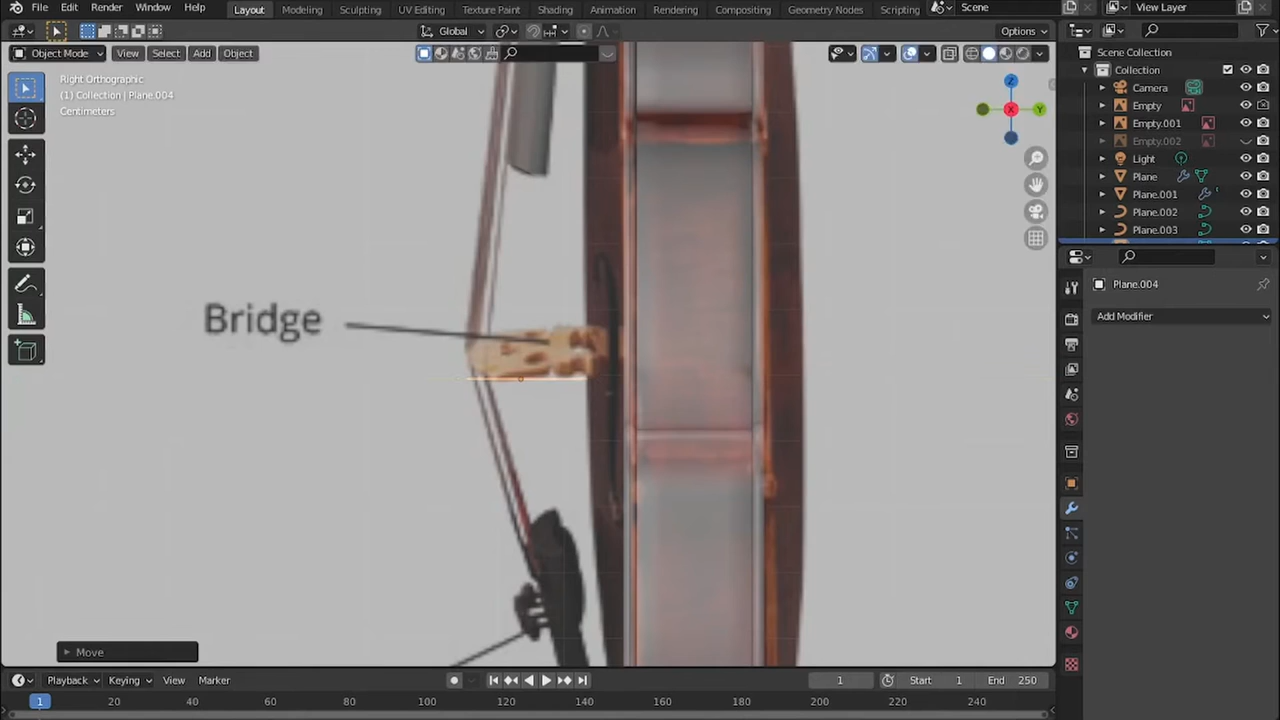 File Edit Render Window Help Layout Modeling Sculpting UV Editing Texture Paint Shading Animation Rendering Compositing Geometry Nodes Scripting Scene View Layer
Global Options
Object Mode View Select Add Object
Right Orthographic
(1) Collection | Plane.004
Centimeters
Z
X
Y
Bridge
Move
Scene Collection
Collection
Camera
Empty
Empty.001
Empty.002
Light
Plane
Plane.001
Plane.002
Plane.003
Plane.004
Add Modifier
Playback Keying View Marker 1 Start 1 End 250
1 20 40 60 80 100 120 140 160 180 200 220 240